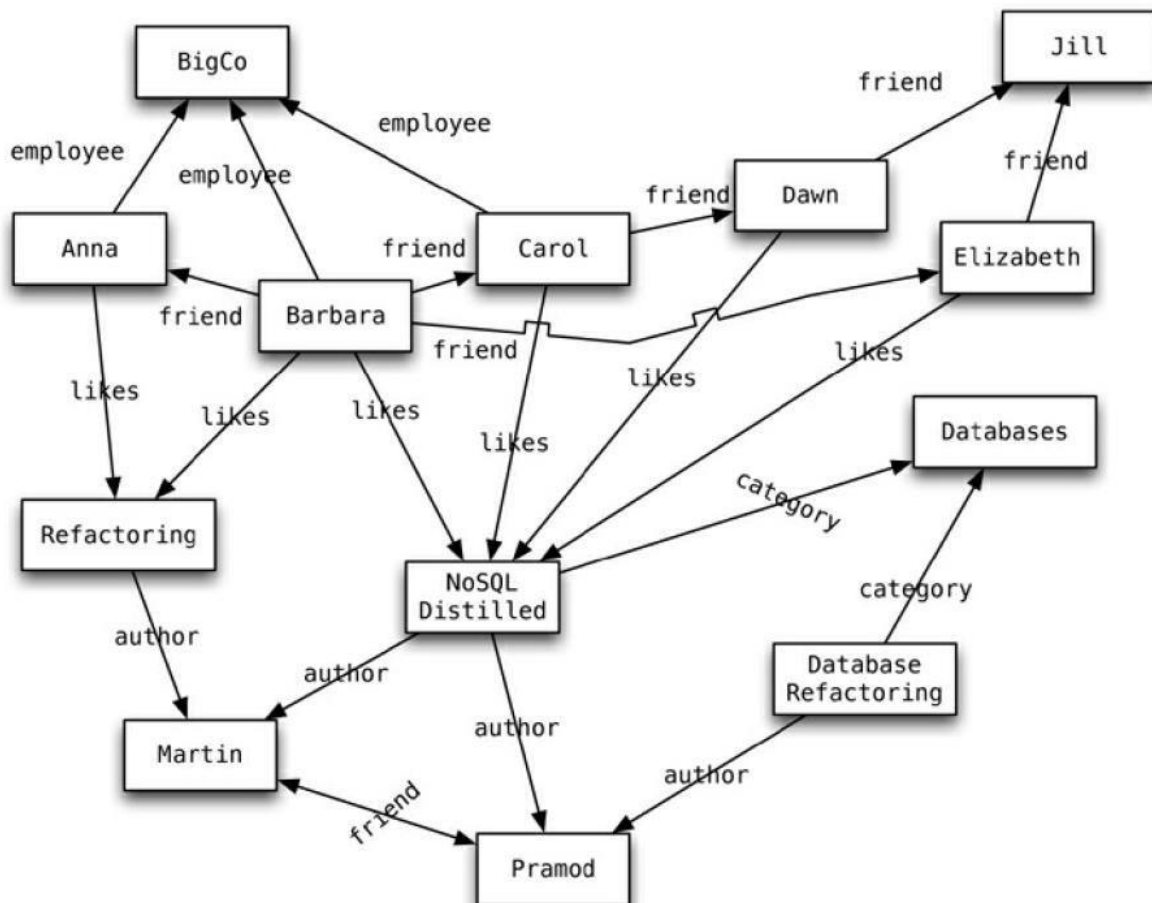 BigCo
Jill
friend
employee
employee
friend
friend
Dawn
Anna
friend
Carol
Elizabeth
friend
Barbara
friend
likes
likes
likes
likes
likes
likes
Databases
category
Refactoring
NoSQL
Distilled
category
author
author
Database
Refactoring
author
Martin
author
friend
Pramod
employee